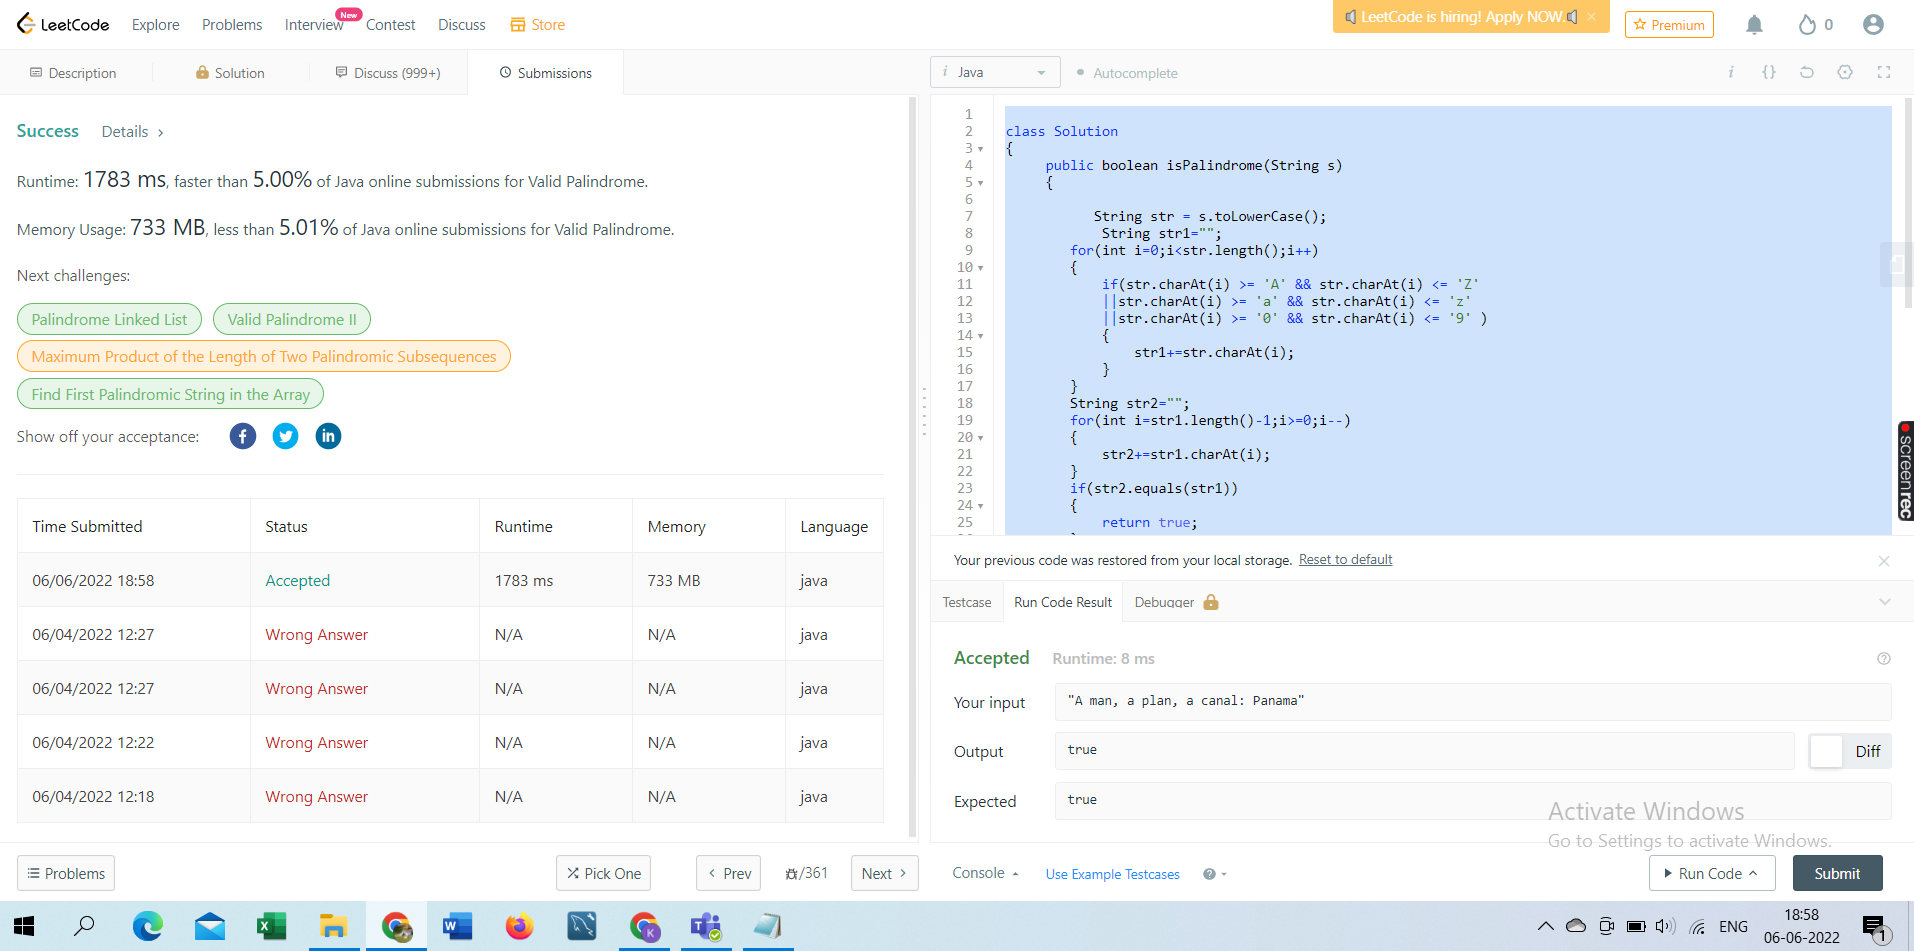 LeetCode Explore Problems Interview New Contest Discuss Store LeetCode is hiring! Apply NOW. Premium 0
Description Solution Discuss (999+) Submissions
i Java Autocomplete i {}
Success Details
Runtime: 1783 ms, faster than 5.00% of Java online submissions for Valid Palindrome.
Memory Usage: 733 MB, less than 5.01% of Java online submissions for Valid Palindrome.
Next challenges:
Palindrome Linked List Valid Palindrome II
Maximum Product of the Length of Two Palindromic Subsequences
Find First Palindromic String in the Array
Show off your acceptance: f in
Time Submitted Status Runtime Memory Language
06/06/2022 18:58 Accepted 1783 ms 733 MB java
06/04/2022 12:27 Wrong Answer N/A N/A java
06/04/2022 12:27 Wrong Answer N/A N/A java
06/04/2022 12:22 Wrong Answer N/A N/A java
06/04/2022 12:18 Wrong Answer N/A N/A java
Problems Pick One < Prev /361 Next >
1
2 class Solution
3 {
4 public boolean isPalindrome(String s)
5 {
6
7 String str = s.toLowerCase();
8 String str1="";
9 for(int i=0;i<str.length();i++)
10 {
11 if(str.charAt(i) >= 'A' && str.charAt(i) <= 'Z'
12 ||str.charAt(i) >= 'a' && str.charAt(i) <= 'z'
13 ||str.charAt(i) >= '0' && str.charAt(i) <= '9' )
14 {
15 str1+=str.charAt(i);
16 }
17 }
18 String str2="";
19 for(int i=str1.length()-1;i>=0;i--)
20 {
21 str2+=str1.charAt(i);
22 }
23 if(str2.equals(str1))
24 {
25 return true;
screenrec
Your previous code was restored from your local storage. Reset to default
Testcase Run Code Result Debugger
Accepted Runtime: 8 ms
Your input "A man, a plan, a canal: Panama"
Output true Diff
Expected true
Activate Windows
Go to Settings to activate Windows.
Console Use Example Testcases Run Code Submit
ENG 18:58
06-06-2022 1